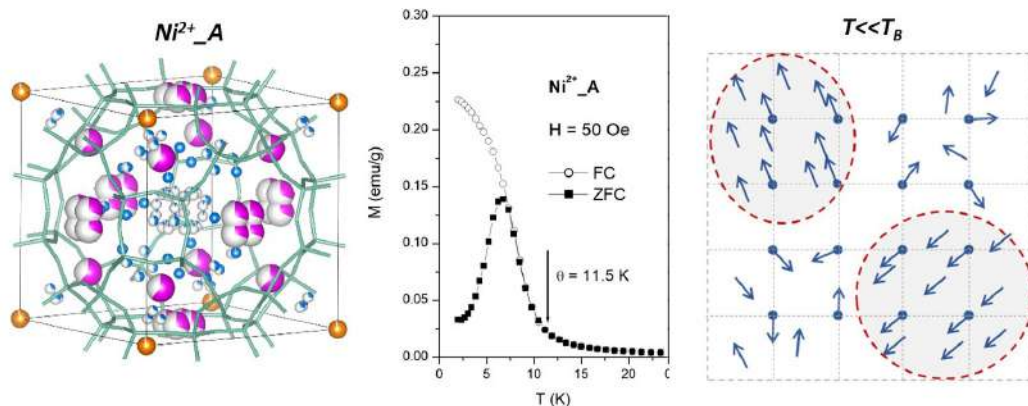 Ni²⁺_A
0.30
0.25
0.20
0.15
0.10
0.05
0.00
M (emu/g)
Ni²⁺_A
H = 50 Oe
FC
ZFC
θ = 11.5 K
0 5 10 15 20 2
T (K)
T<<T_B